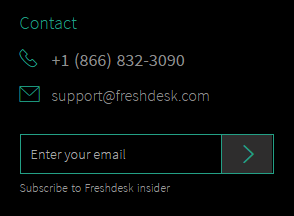 Contact
+1 (866) 832-3090
support@freshdesk.com
Enter your email
Subscribe to Freshdesk insider